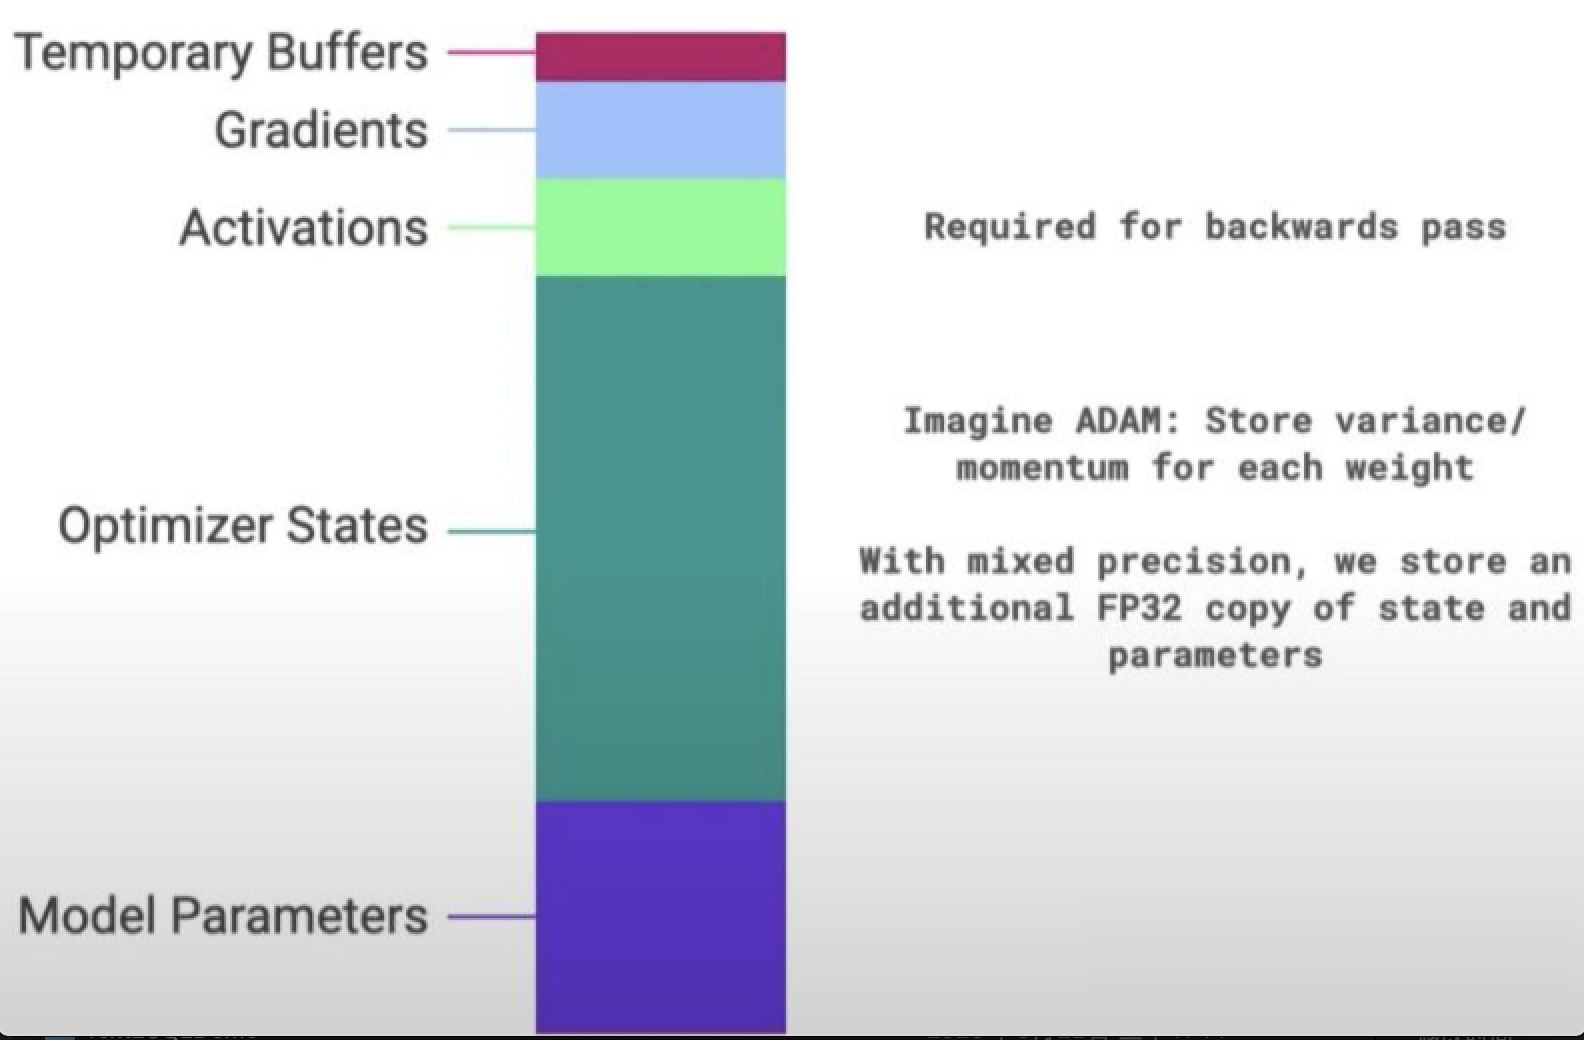 Temporary Buffers
Gradients
Activations
Required for backwards pass
Imagine ADAM: Store variance/
momentum for each weight
Optimizer States
With mixed precision, we store an
additional FP32 copy of state and
parameters
Model Parameters